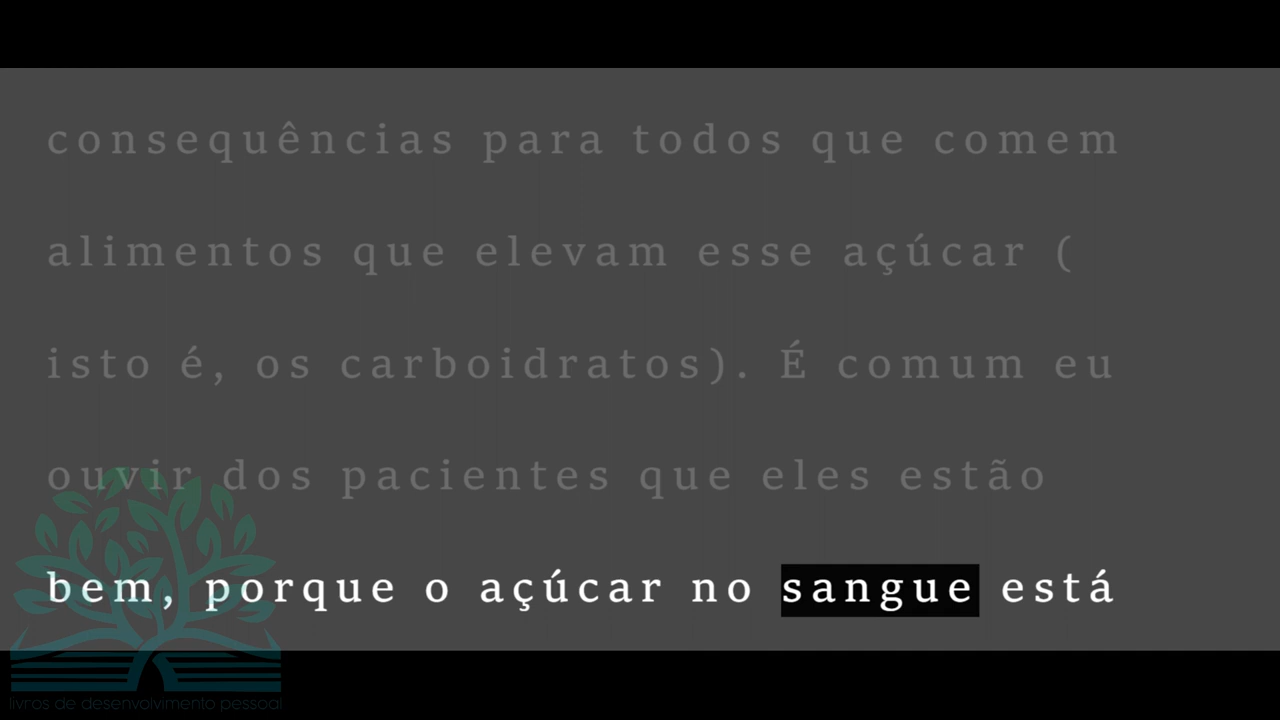 consequências para todos que comem
alimentos que elevam esse açúcar (
isto é, os carboidratos). É comum eu
ouvir dos pacientes que eles estão
bem, porque o açúcar no sangue está
livros de desenvolvimento pessoal